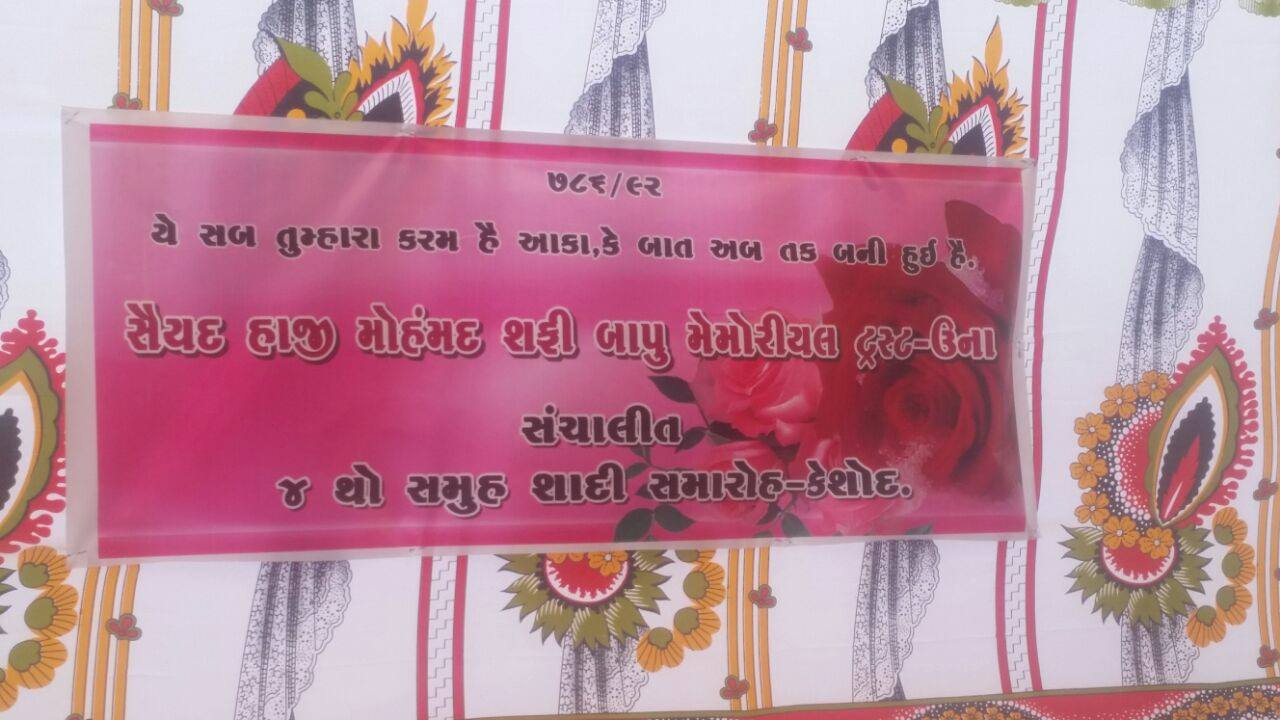 ૭૮૬/૯૨
યે સબ તુમ્હારા કરમ હૈ આકા,કે બાત અબ તક બની હુઈ હૈ.
સૈયદ હાજી મોહંમદ શફી બાપુ મેમોરીયલ ટ્રસ્ટ-ઉના
સંચાલીત
૪ થો સમુહ શાદી સમારોહ-કેશોદ.